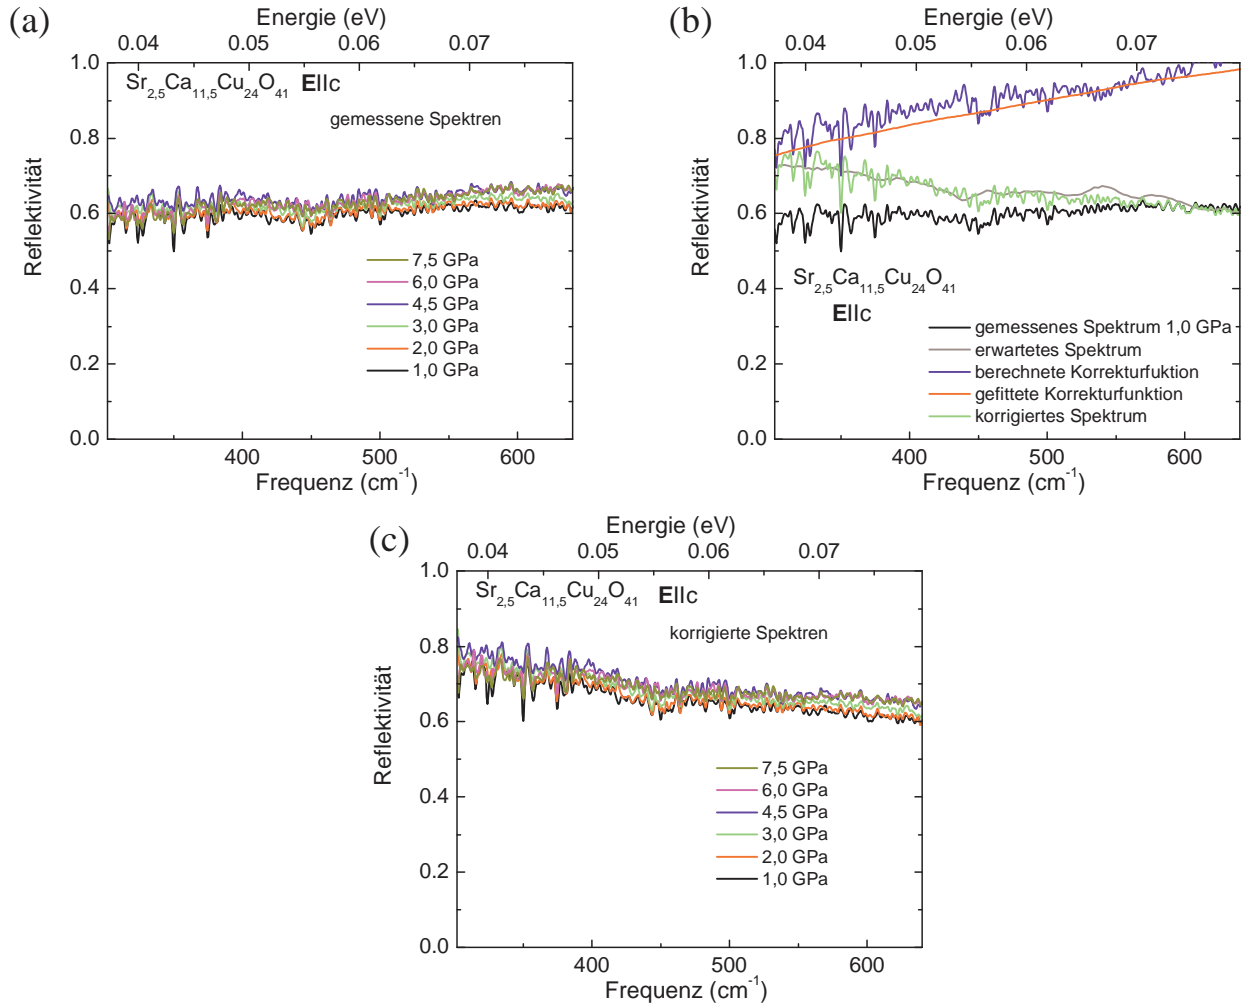 (a)
Energie (eV)
0.04 0.05 0.06 0.07
1.0
0.8
0.6
0.4
0.2
0.0
Reflektivität
Sr2,5Ca11,5Cu24O41 EIIc
gemessene Spektren
7,5 GPa
6,0 GPa
4,5 GPa
3,0 GPa
2,0 GPa
1,0 GPa
400 500 600
Frequenz (cm-1)
(b)
Energie (eV)
0.04 0.05 0.06 0.07
1.0
0.8
0.6
0.4
0.2
0.0
Reflektivität
Sr2,5Ca11,5Cu24O41
EIIc
gemessenes Spektrum 1,0 GPa
erwartetes Spektrum
berechnete Korrekturfuktion
gefittete Korrekturfunktion
korrigiertes Spektrum
400 500 600
Frequenz (cm-1)
(c)
Energie (eV)
0.04 0.05 0.06 0.07
1.0
0.8
0.6
0.4
0.2
0.0
Reflektivität
Sr2,5Ca11,5Cu24O41 EIIc
korrigierte Spektren
7,5 GPa
6,0 GPa
4,5 GPa
3,0 GPa
2,0 GPa
1,0 GPa
400 500 600
Frequenz (cm-1)